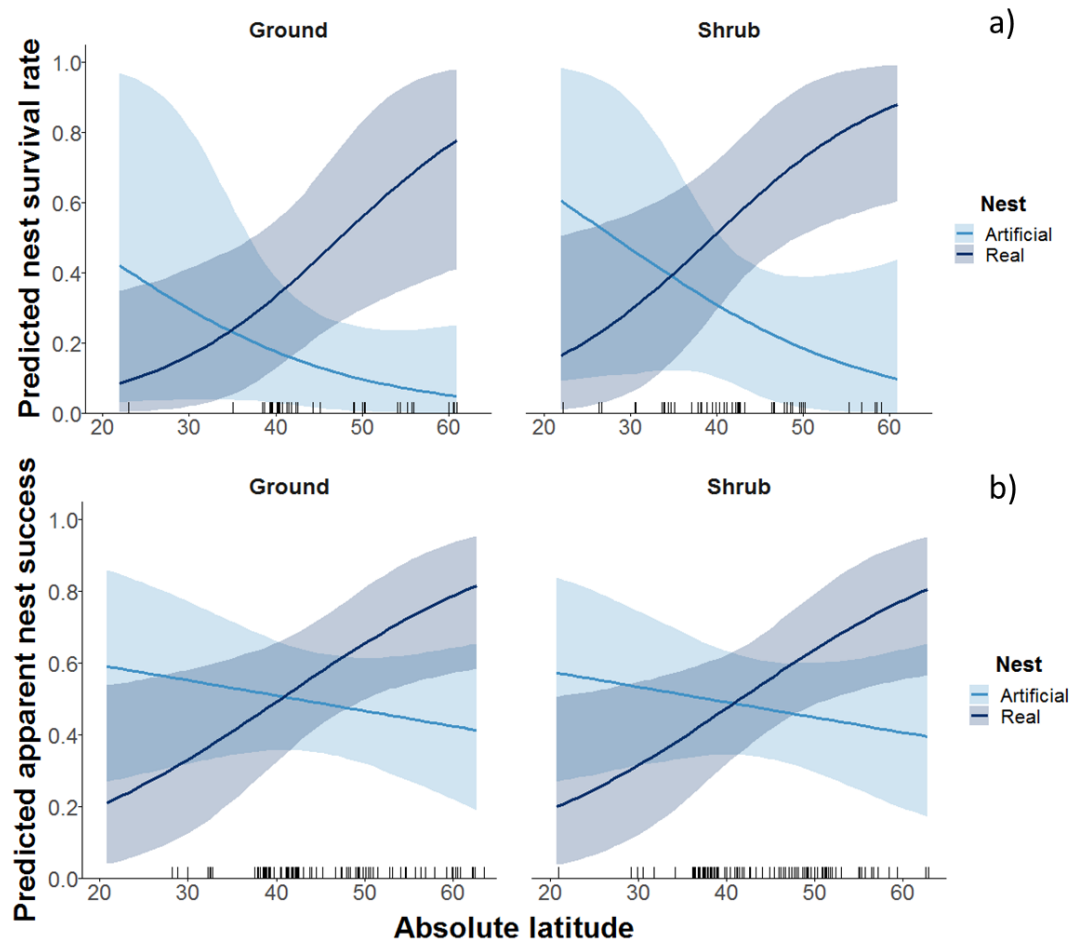 a)
Ground Shrub
Predicted nest survival rate
1.0
0.8
0.6
0.4
0.2
0.0
20 30 40 50 60 20 30 40 50 60
Nest
Artificial
Real
b)
Ground Shrub
Predicted apparent nest success
1.0
0.8
0.6
0.4
0.2
0.0
20 30 40 50 60 20 30 40 50 60
Nest
Artificial
Real
Absolute latitude